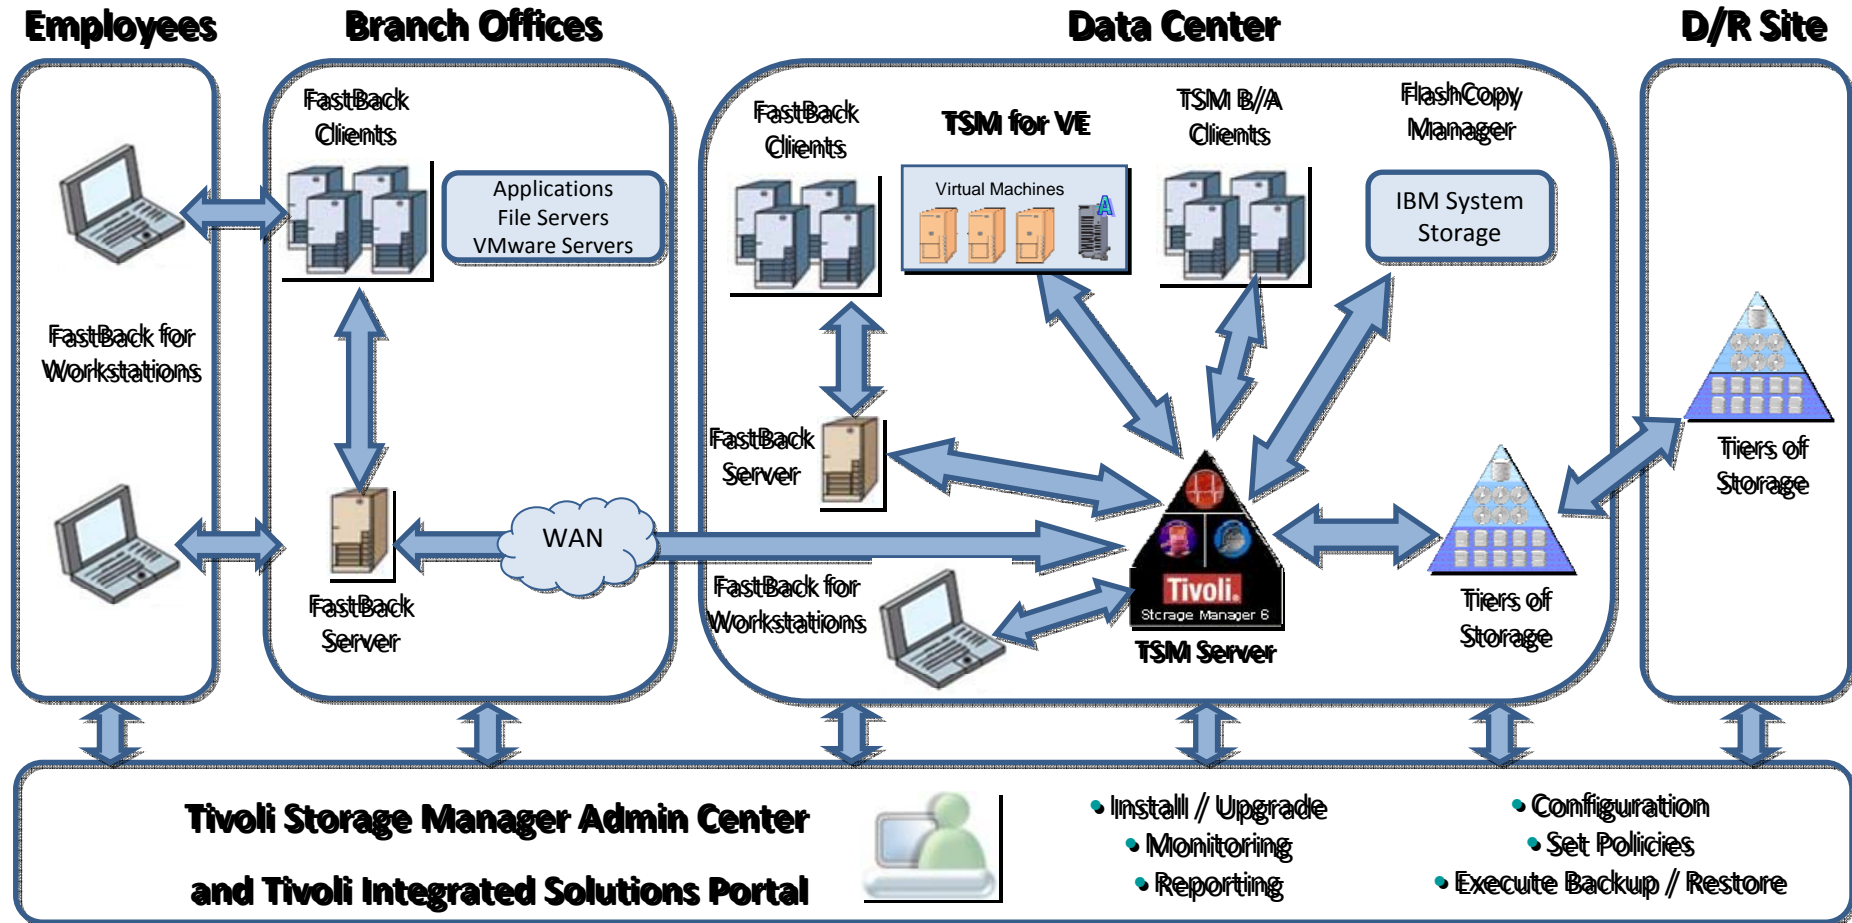 Employees
Branch Offices
Data Center
D/R Site
FastBack
Clients
Applications
File Servers
VMware Servers
FastBack for
Workstations
FastBack
Server
WAN
FastBack
Clients
TSM for VE
Virtual Machines
A
TSM B/A
Clients
FlashCopy
Manager
IBM System
Storage
FastBack
Server
FastBack for
Workstations
Tivoli.
Storage Manager 6
TSM Server
Tiers of
Storage
Tiers of
Storage
Tivoli Storage Manager Admin Center
and Tivoli Integrated Solutions Portal
• Install / Upgrade
• Monitoring
• Reporting
• Configuration
• Set Policies
• Execute Backup / Restore